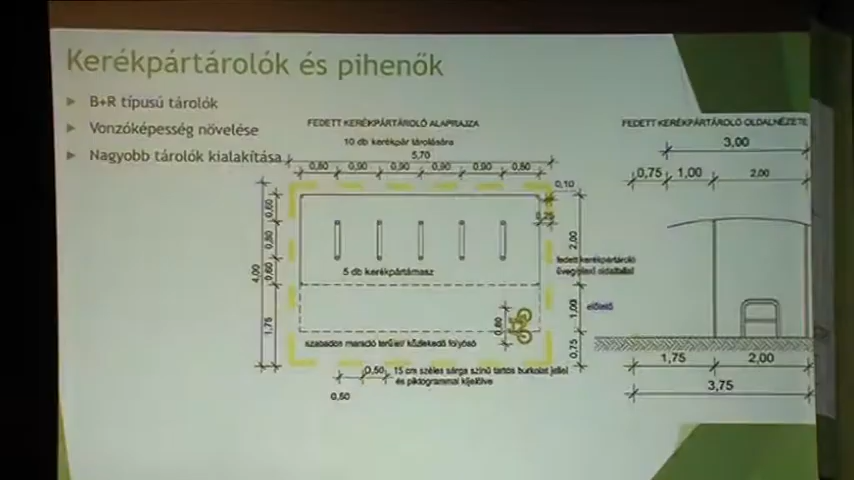 Kerékpártárolók és pihenők
B+R típusú tárolók
Vonzóképesség növelése
Nagyobb tárolók kialakítása
FEDETT KERÉKPÁRTÁROLÓ ALAPRAJZA
10 db kerékpár tárolására
5,70
0,80 0,90 0,90 0,90 0,90 0,80
0,10
0,60
0,80
0,60
4,00
1,75
2,00
5 db kerékpártámasz
fedett kerékpártároló
előtető
1,00
0,75
szabadon maradó terület/ közlekedő folyosó
0,50
15 cm széles sárga színű tartós burkolat jellel
és piktogrammal kijelölve
0,50
FEDETT KERÉKPÁRTÁROLÓ OLDALNÉZETE
3,00
0,75 1,00 2,00
1,75 2,00
3,75